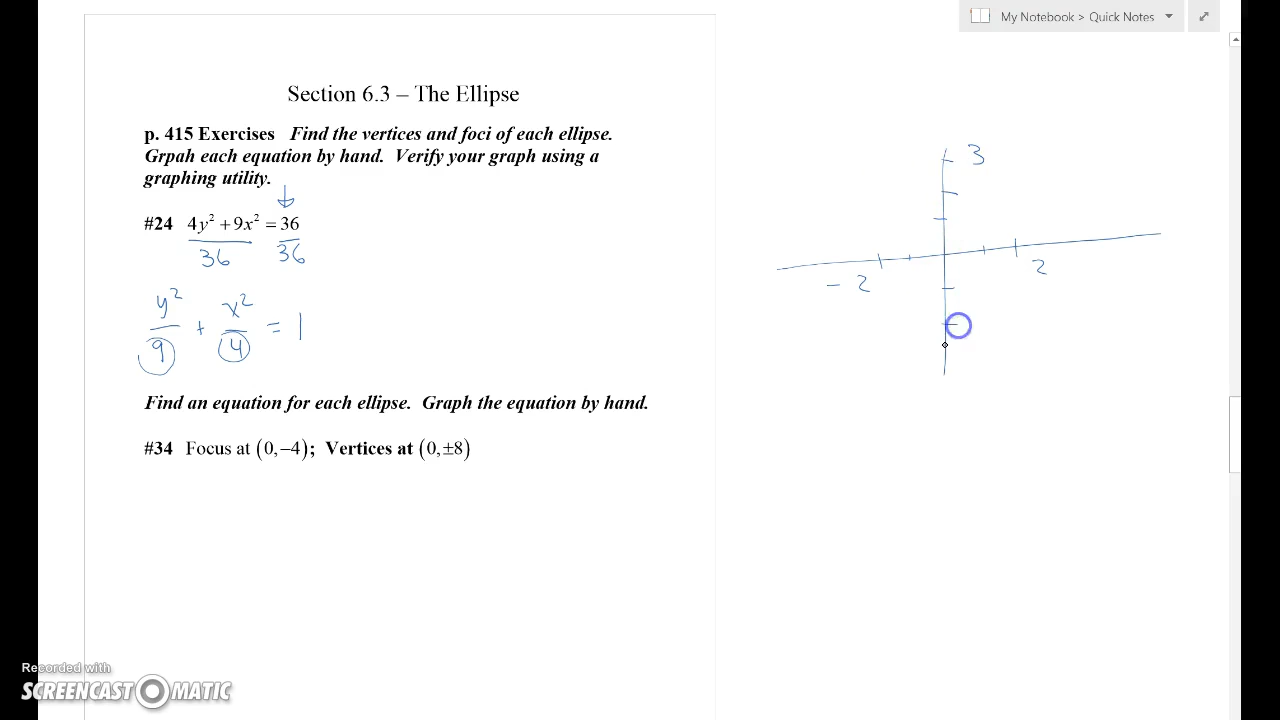 My Notebook > Quick Notes
Section 6.3 – The Ellipse
p. 415 Exercises Find the vertices and foci of each ellipse.
Grpah each equation by hand. Verify your graph using a
graphing utility.
#24 4y² + 9x² = 36
36 36
y² + x² = 1
9 4
3
2
– 2
Find an equation for each ellipse. Graph the equation by hand.
#34 Focus at (0,–4); Vertices at (0,±8)
Recorded with
SCREENCAST O MATIC